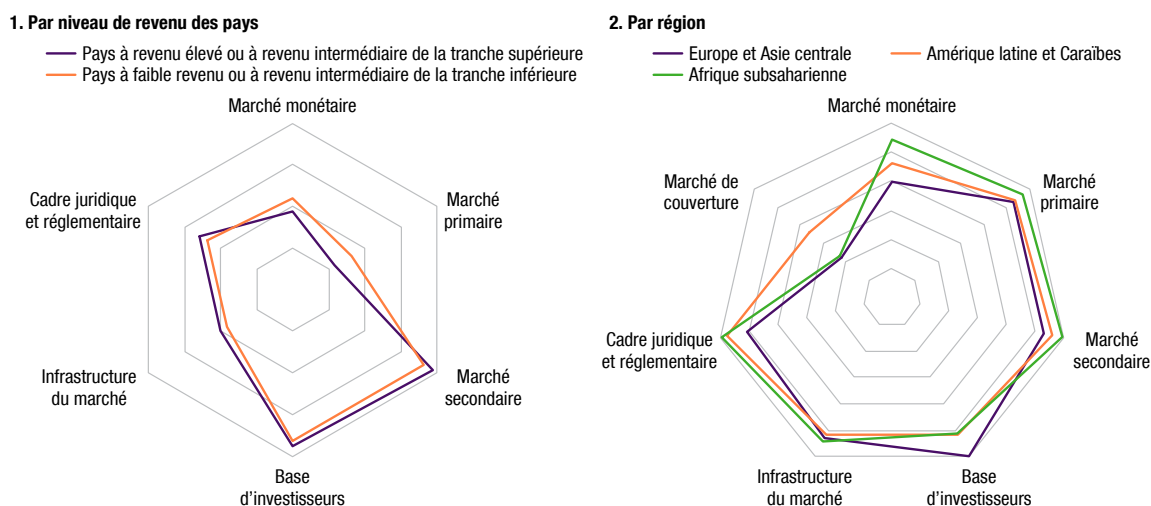 1. Par niveau de revenu des pays
Pays à revenu élevé ou à revenu intermédiaire de la tranche supérieure
Pays à faible revenu ou à revenu intermédiaire de la tranche inférieure
Marché monétaire
Marché
primaire
Marché
secondaire
Base
d’investisseurs
Infrastructure
du marché
Cadre juridique
et réglementaire
2. Par région
Europe et Asie centrale
Amérique latine et Caraïbes
Afrique subsaharienne
Marché monétaire
Marché
primaire
Marché
secondaire
Base
d’investisseurs
Infrastructure
du marché
Cadre juridique
et réglementaire
Marché de
couverture